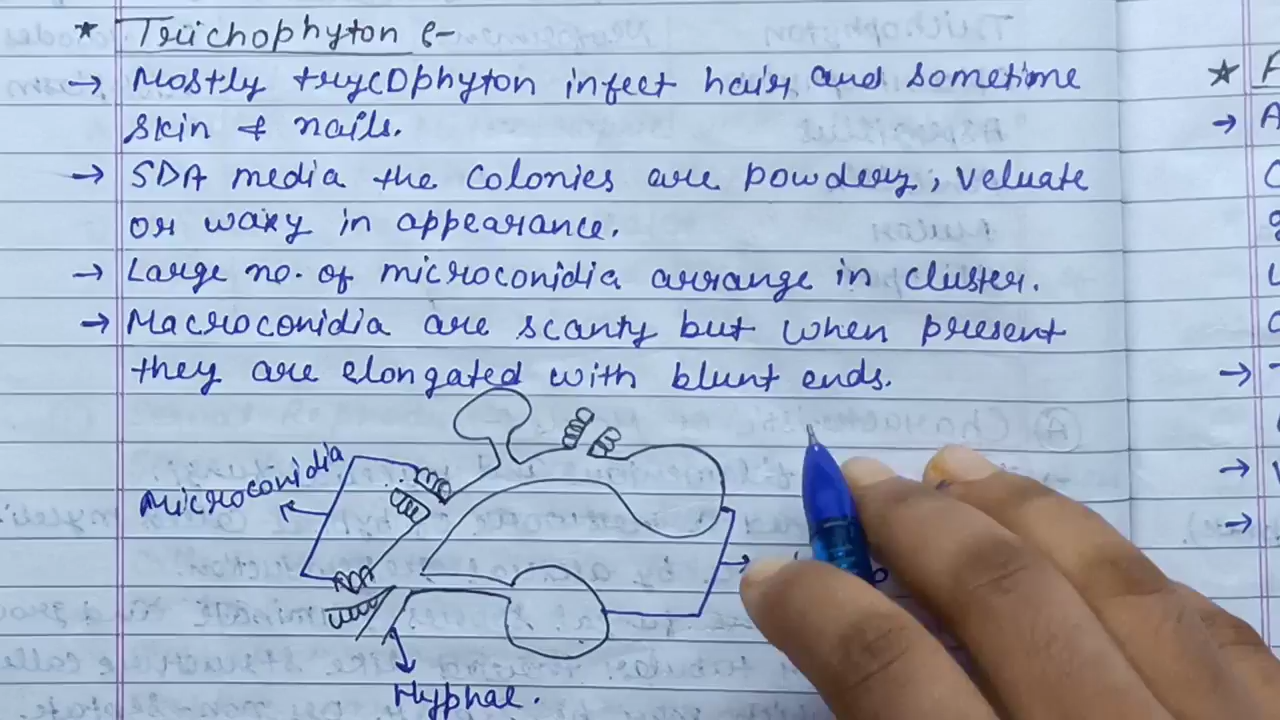 * Trichophyton :-
→ Mostly trycophyton infect hair, and sometime
skin & nails.
→ SDA media the colonies are powdery, veluate
or waxy in appearance.
→ Large no. of microconidia arrange in cluster.
→ Macroconidia are scanty but when present
they are elongated with blunt ends.
Microconidia
Hyphae.